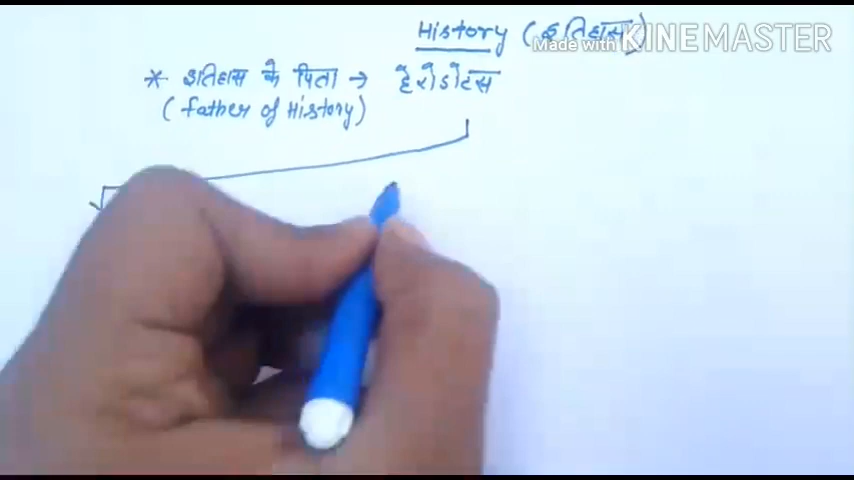 History (इतिहास)
Made with KINEMASTER
* इतिहास के पिता → हेरोडोटस
(father of History)